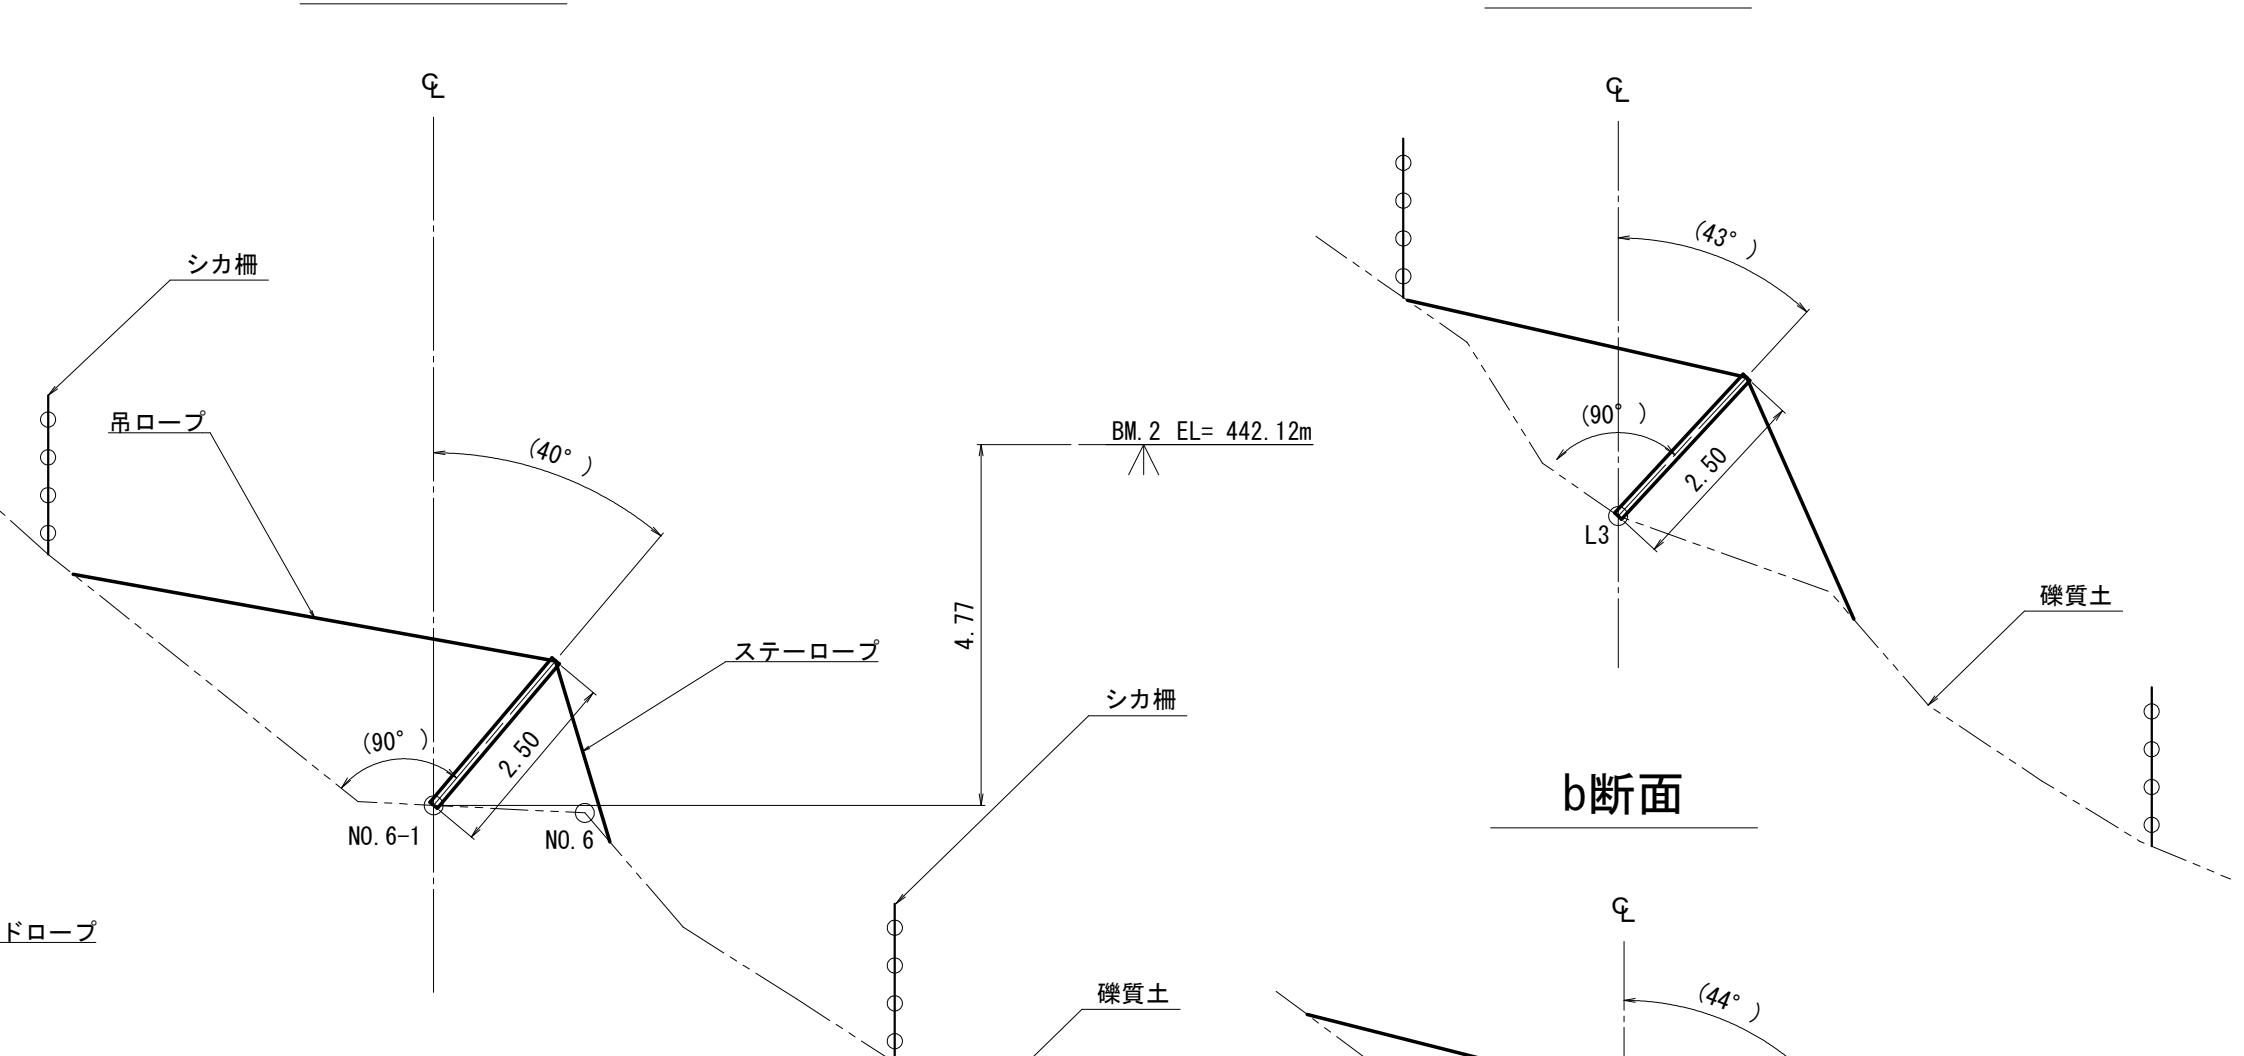 ℄
シカ柵
吊ロープ
(40°)
(90°)
2.50
NO.6-1
NO.6
ステーロープ
4.77
BM.2 EL= 442.12m
シカ柵
ドロープ
礫質土
℄
(43°)
(90°)
2.50
L3
礫質土
b断面
℄
(44°)